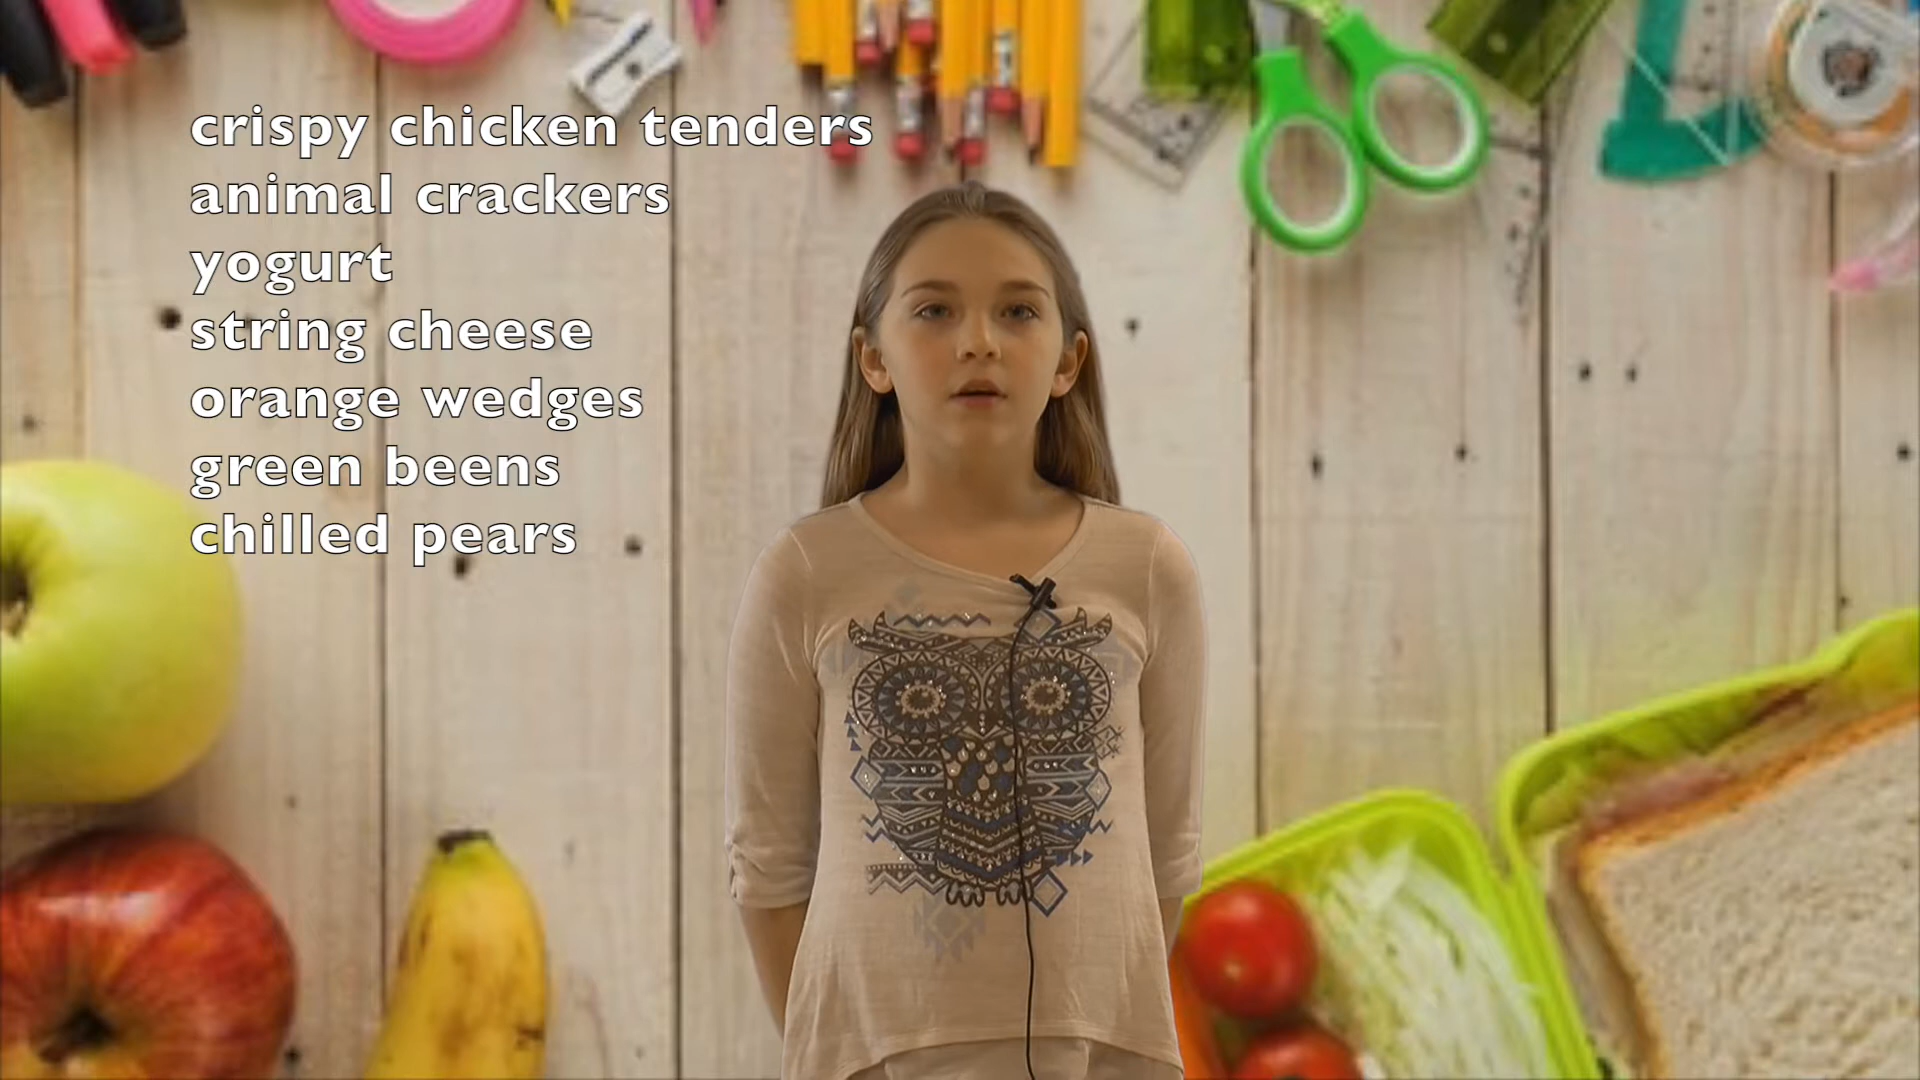 crispy chicken tenders
animal crackers
yogurt
string cheese
orange wedges
green beens
chilled pears